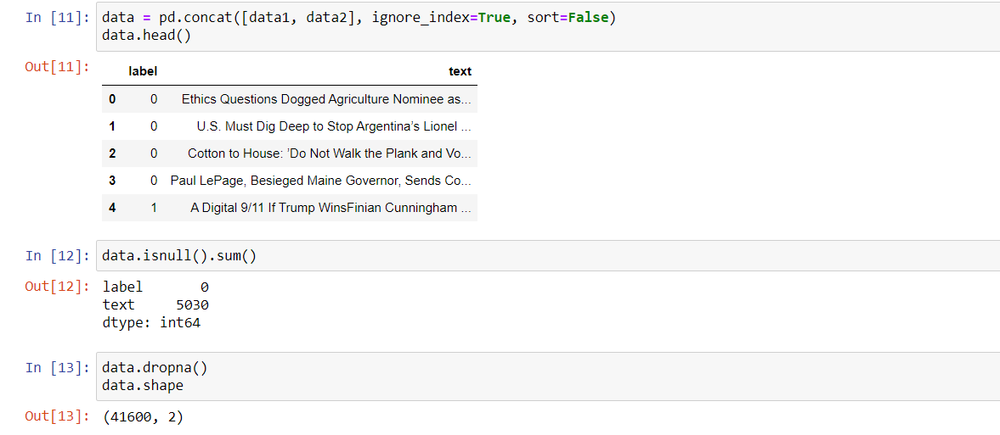 In [11]: data = pd.concat([data1, data2], ignore_index=True, sort=False)
data.head()
Out[11]:
label text
0 0 Ethics Questions Dogged Agriculture Nominee as...
1 0 U.S. Must Dig Deep to Stop Argentina’s Lionel ...
2 0 Cotton to House: ’Do Not Walk the Plank and Vo...
3 0 Paul LePage, Besieged Maine Governor, Sends Co...
4 1 A Digital 9/11 If Trump WinsFinian Cunningham ...
In [12]: data.isnull().sum()
Out[12]: label 0
text 5030
dtype: int64
In [13]: data.dropna()
data.shape
Out[13]: (41600, 2)